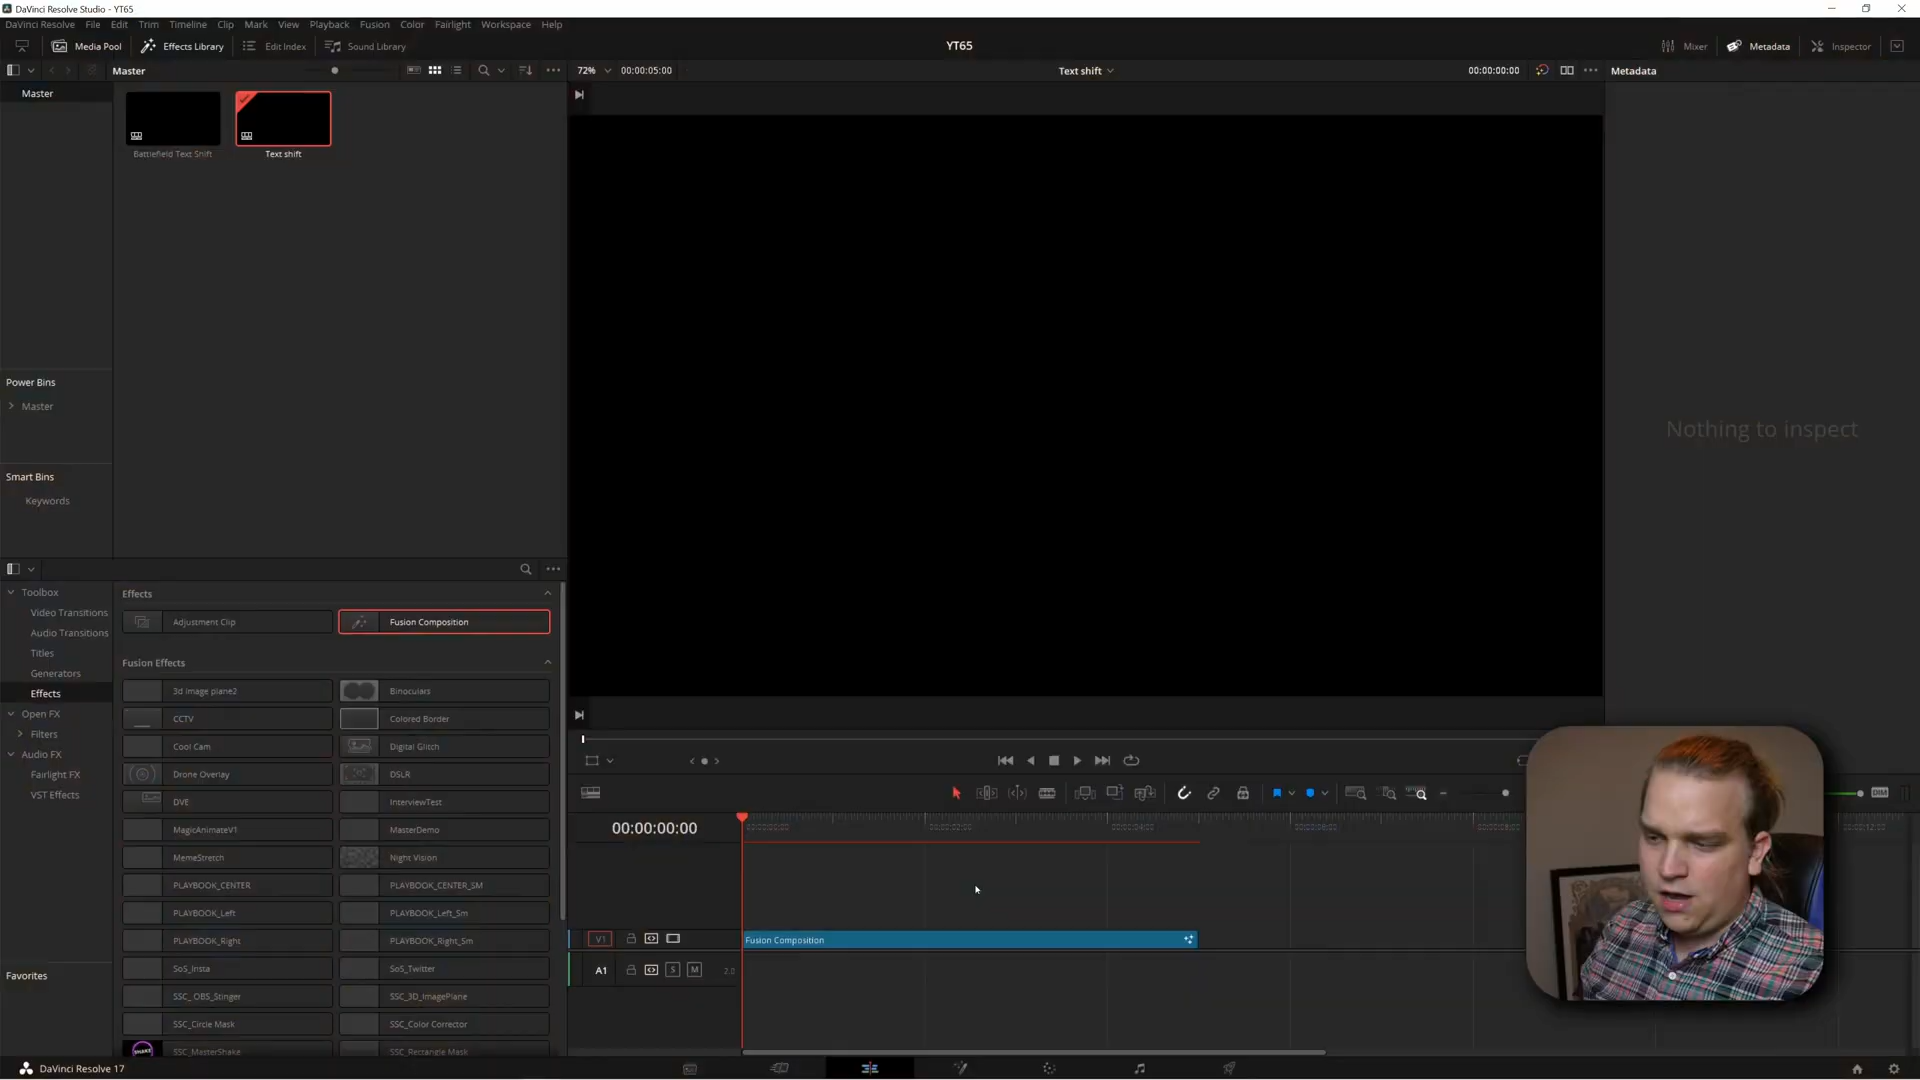 DaVinci Resolve Studio - YT65
DaVinci Resolve File Edit Trim Timeline Clip Mark View Playback Fusion Color Fairlight Workspace Help
Media Pool Effects Library Edit Index Sound Library YT65 Mixer Metadata Inspector
Master 72% 00:00:05:00 Text shift 00:00:00:00 Metadata
Master
Battlefield Text Shift Text shift
Power Bins
Master
Nothing to inspect
Smart Bins
Keywords
Toolbox
Video Transitions
Audio Transitions
Titles
Generators
Effects
Open FX
Filters
Audio FX
Fairlight FX
VST Effects
Favorites
Effects
Adjustment Clip Fusion Composition
Fusion Effects
3d image plane2 Binoculars
CCTV Colored Border
Cool Cam Digital Glitch
Drone Overlay DSLR
DVE InterviewTest
MagicAnimateV1 MasterDemo
MemeStretch Night Vision
PLAYBOOK_CENTER PLAYBOOK_CENTER_SM
PLAYBOOK_Left PLAYBOOK_Left_Sm
PLAYBOOK_Right PLAYBOOK_Right_Sm
SoS_Insta SoS_Twitter
SSC_ OBS_Stinger SSC_3D_ImagePlane
SSC_Circle Mask SSC_Color Corrector
SSC_MasterShake SSC_Rectangle Mask
DIM
00:00:00:00
V1 Fusion Composition
A1 S M 2.0
DaVinci Resolve 17